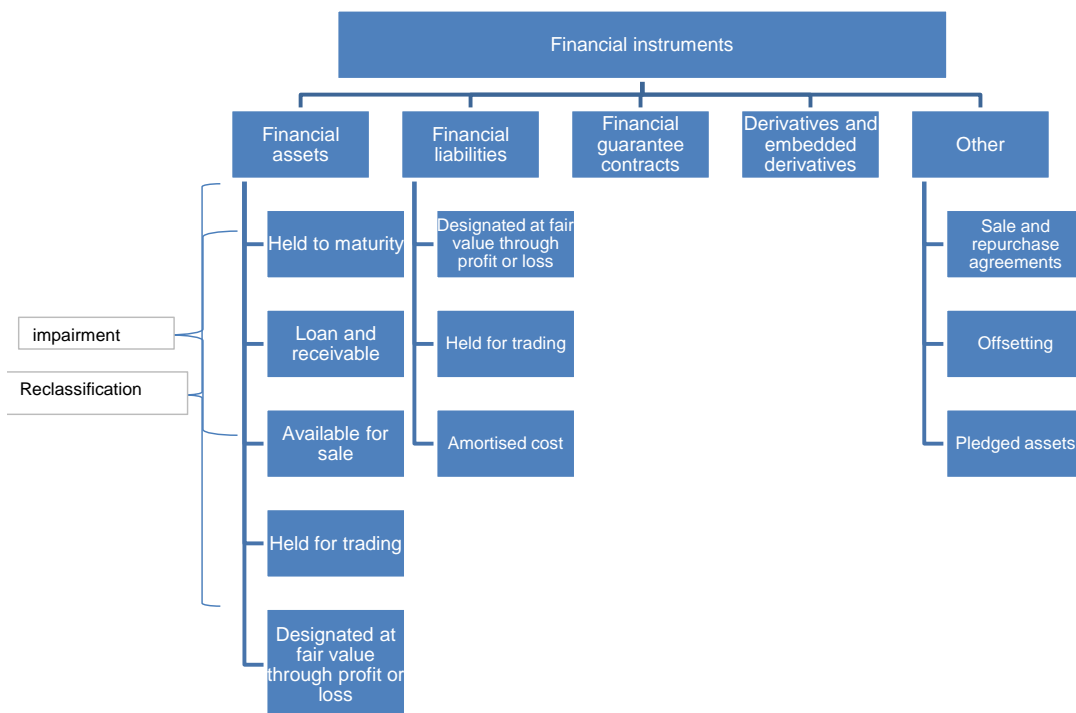 Financial instruments
Financial
assets
Financial
liabilities
Financial
guarantee
contracts
Derivatives and
embedded
derivatives
Other
Held to maturity
Loan and
receivable
Available for
sale
Held for trading
Designated at
fair value
through profit or
loss
Designated at fair
value through
profit or loss
Held for trading
Amortised cost
Sale and
repurchase
agreements
Offsetting
Pledged assets
impairment
Reclassification